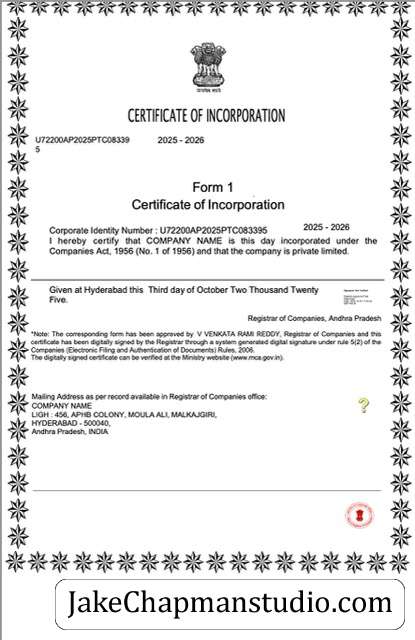 CERTIFICATE OF INCORPORATION
U72200AP2025PTC08339
5
2025 - 2026
Form 1
Certificate of Incorporation
Corporate Identity Number : U72200AP2025PTC083395
2025 - 2026
I hereby certify that COMPANY NAME is this day incorporated under the
Companies Act, 1956 (No. 1 of 1956) and that the company is private limited.
Given at Hyderabad this Third day of October Two Thousand Twenty
Five.
Registrar of Companies, Andhra Pradesh
*Note: The corresponding form has been approved by V VENKATA RAMI REDDY, Registrar of Companies and this
certificate has been digitally signed by the Registrar through a system generated digital signature under rule 5(2) of the
Companies (Electronic Filing and Authentication of Documents) Rules, 2006.
The digitally signed certificate can be verified at the Ministry website (www.mca.gov.in).
Mailing Address as per record available in Registrar of Companies office:
COMPANY NAME
LIGH : 456, APHB COLONY, MOULA ALI, MALKAJGIRI,
HYDERABAD - 500040,
Andhra Pradesh, INDIA
?
JakeChapmanstudio.com